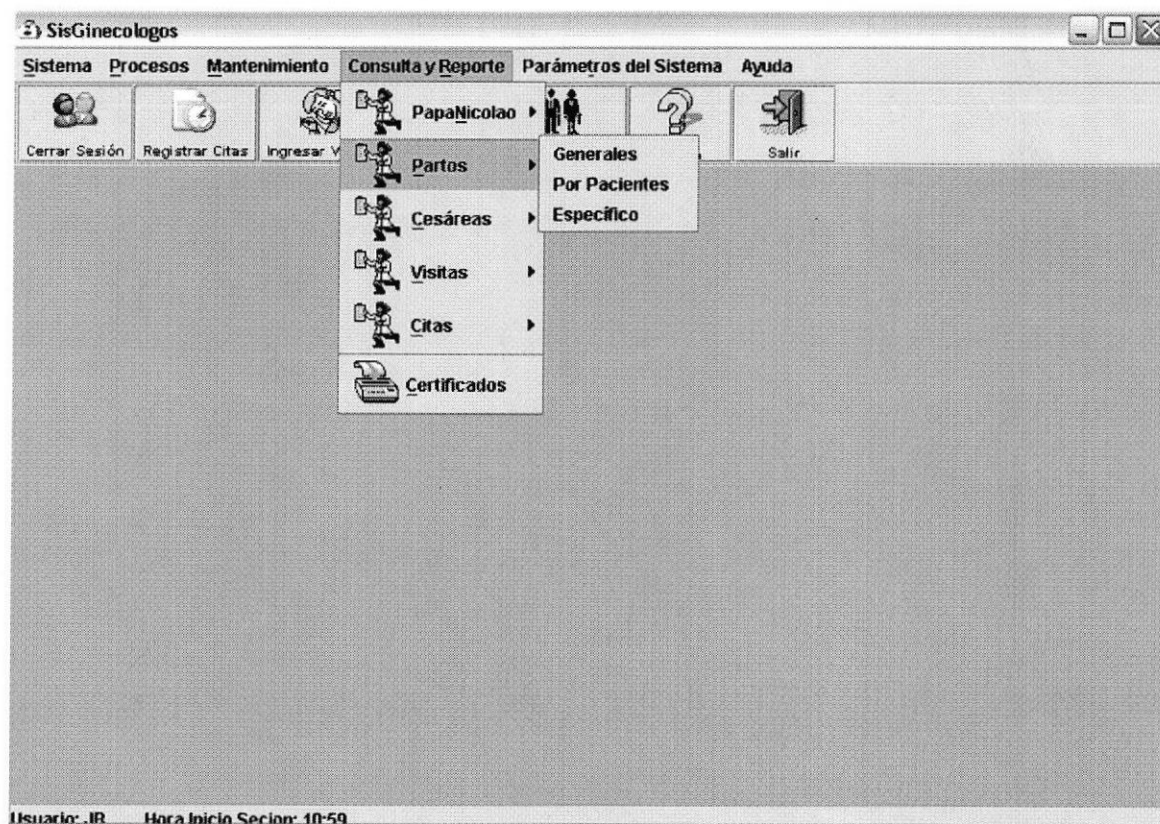 SisGinecologos
Sistema Procesos Mantenimiento Consulta y Reporte Parámetros del Sistema Ayuda
Cerrar Sesión Registrar Citas Ingresar Salir
PapaNicolao
Partos
Cesáreas
Visitas
Citas
Certificados
Generales
Por Pacientes
Específico
Usuario: JR Hora Inicio Secion: 10:59